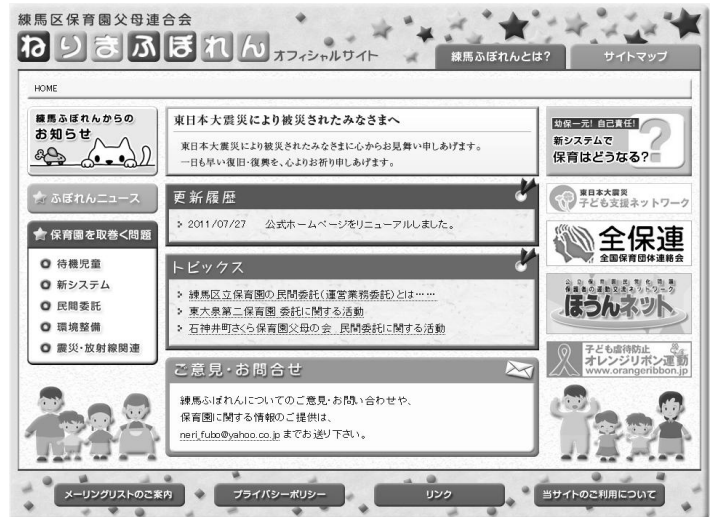 練馬区保育園父母連合会
ねりまふぼれん オフィシャルサイト
練馬ふぼれんとは?
サイトマップ
HOME
練馬ふぼれんからの
お知らせ
ふぼれんニュース
保育園を取巻く問題
待機児童
新システム
民間委託
環境整備
震災・放射線関連
東日本大震災により被災されたみなさまへ
東日本大震災により被災されたみなさまに心からお見舞い申しあげます。
一日も早い復旧・復興を、心よりお祈り申しあげます。
更新履歴
2011/07/27 公式ホームページをリニューアルしました。
トピックス
練馬区立保育園の民間委託(運営業務委託)とは……
東大泉第二保育園 委託に関する活動
石神井町さくら保育園父母の会 民間委託に関する活動
ご意見・お問合せ
練馬ふぼれんについてのご意見・お問い合わせや、
保育園に関する情報のご提供は、
neri_fubo@yahoo.co.jp までお送り下さい。
幼保一元! 自己責任!
新システムで
保育はどうなる?
東日本大震災
子ども支援ネットワーク
全保連
全国保育団体連絡会
ほうんネット
子ども虐待防止
オレンジリボン運動
www.orangeribbon.jp
メーリングリストのご案内
プライバシーポリシー
リンク
当サイトのご利用について